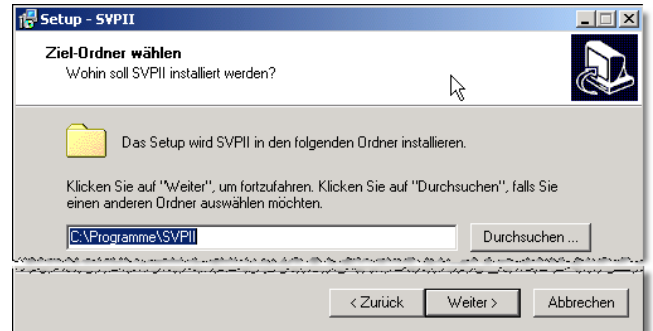 Setup - SVPII
Ziel-Ordner wählen
Wohin soll SVPII installiert werden?
Das Setup wird SVPII in den folgenden Ordner installieren.
Klicken Sie auf "Weiter", um fortzufahren. Klicken Sie auf "Durchsuchen", falls Sie
einen anderen Ordner auswählen möchten.
C:\Programme\SVPII
Durchsuchen ...
< Zurück
Weiter >
Abbrechen